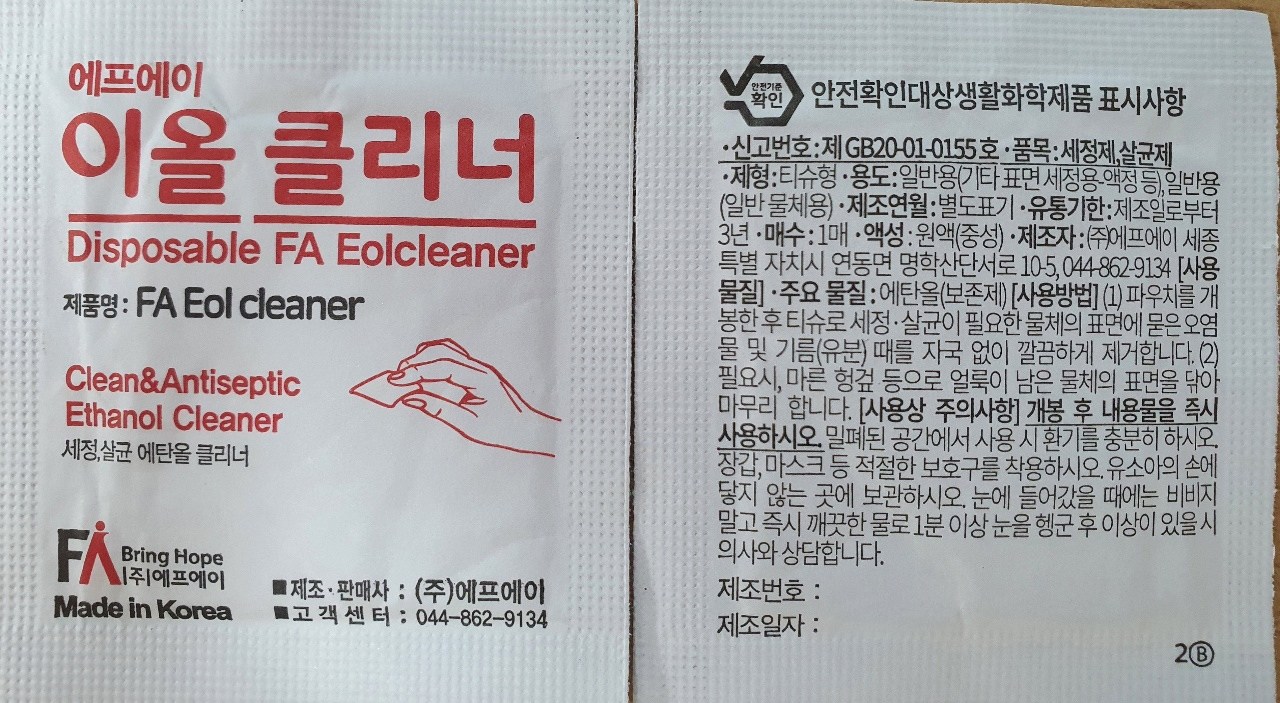 에프에이
이올 클리너
Disposable FA Eolcleaner
제품명 : FA Eol cleaner
Clean&Antiseptic
Ethanol Cleaner
세정,살균 에탄올 클리너
FA Bring Hope
(주)에프에이
Made in Korea
■제조·판매사 : (주)에프에이
■고객센터 : 044-862-9134
안전기준
확인
안전확인대상생활화학제품 표시사항
·신고번호 : 제 GB20-01-0155 호 ·품목 : 세정제,살균제
·제형 : 티슈형 ·용도 : 일반용(기타 표면 세정용-액정 등), 일반용
(일반 물체용) ·제조연월 : 별도표기 ·유통기한 : 제조일로부터
3년 ·매수 : 1매 ·액성 : 원액(중성) ·제조자 : (주)에프에이 세종
특별 자치시 연동면 명학산단서로 10-5, 044-862-9134 [사용
물질] ·주요 물질 : 에탄올(보존제) [사용방법] (1) 파우치를 개
봉한 후 티슈로 세정·살균이 필요한 물체의 표면에 묻은 오염
물 및 기름(유분) 때를 자국 없이 깔끔하게 제거합니다. (2)
필요시, 마른 헝겊 등으로 얼룩이 남은 물체의 표면을 닦아
마무리 합니다. [사용상 주의사항] 개봉 후 내용물을 즉시
사용하시오. 밀폐된 공간에서 사용 시 환기를 충분히 하시오.
장갑, 마스크 등 적절한 보호구를 착용하시오. 유소아의 손에
닿지 않는 곳에 보관하시오. 눈에 들어갔을 때에는 비비지
말고 즉시 깨끗한 물로 1분 이상 눈을 헹군 후 이상이 있을 시
의사와 상담합니다.
제조번호 :
제조일자 :
2Ⓑ